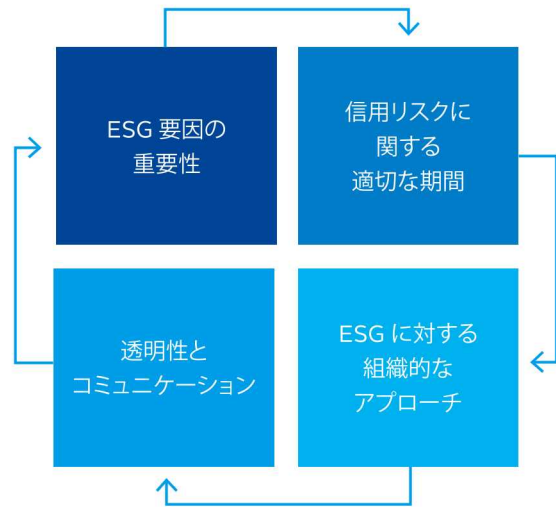 ESG 要因の
重要性
信用リスクに
関する
適切な期間
透明性と
コミュニケーション
ESG に対する
組織的な
アプローチ